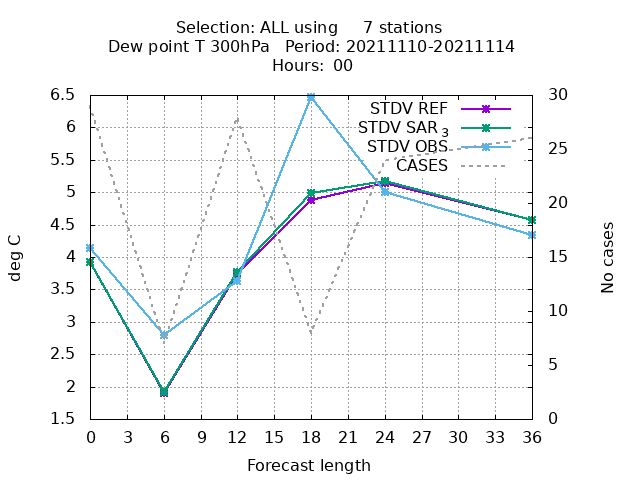 Selection: ALL using     7 stations
Dew point T 300hPa   Period: 20211110-20211114
Hours:  00
STDV REF
STDV SAR 3
STDV OBS
CASES
6.5
6
5.5
5
4.5
4
3.5
3
2.5
2
1.5
30
25
20
15
10
5
0
deg C
No cases
0 3 6 9 12 15 18 21 24 27 30 33 36
Forecast length